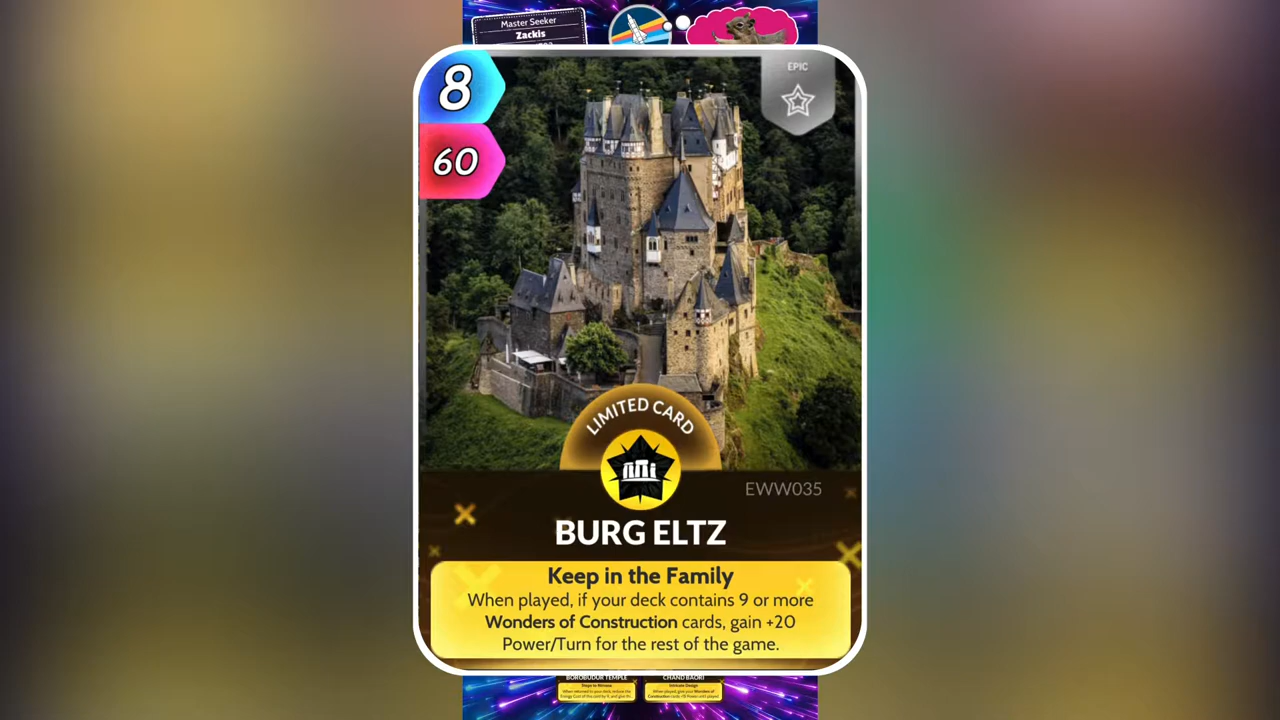 Master Seeker
Zackis
8
EPIC
60
LIMITED CARD
EWW035
BURG ELTZ
Keep in the Family
When played, if your deck contains 9 or more
Wonders of Construction cards, gain +20
Power/Turn for the rest of the game.
BOROBUDUR TEMPLE
CHAND BAORI